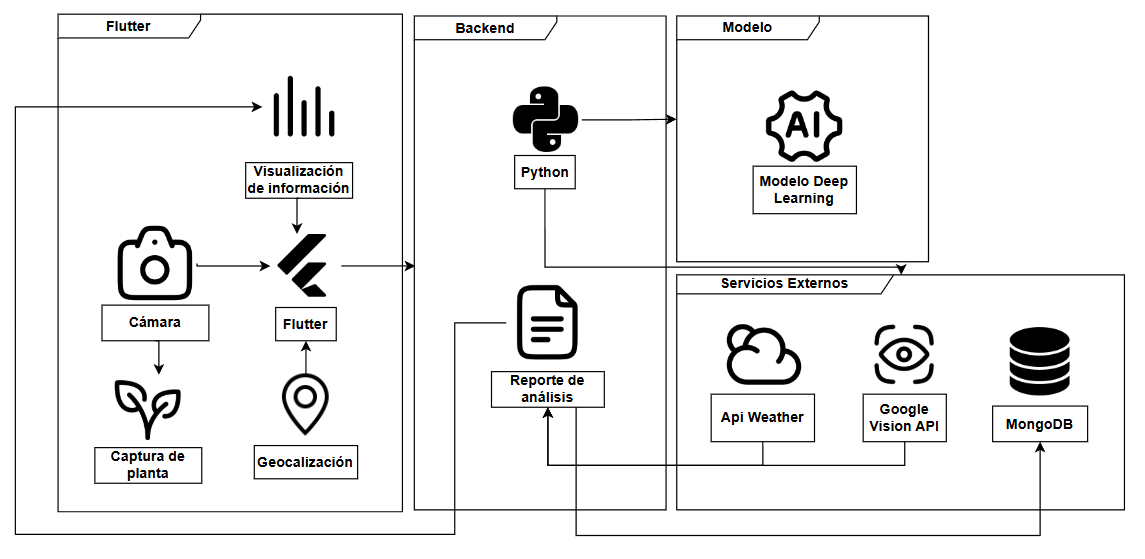 Flutter
Visualización
de información
Cámara
Flutter
Captura de
planta
Geocalización
Backend
Python
Reporte de
análisis
Modelo
AI
Modelo Deep
Learning
Servicios Externos
Api Weather
Google
Vision API
MongoDB